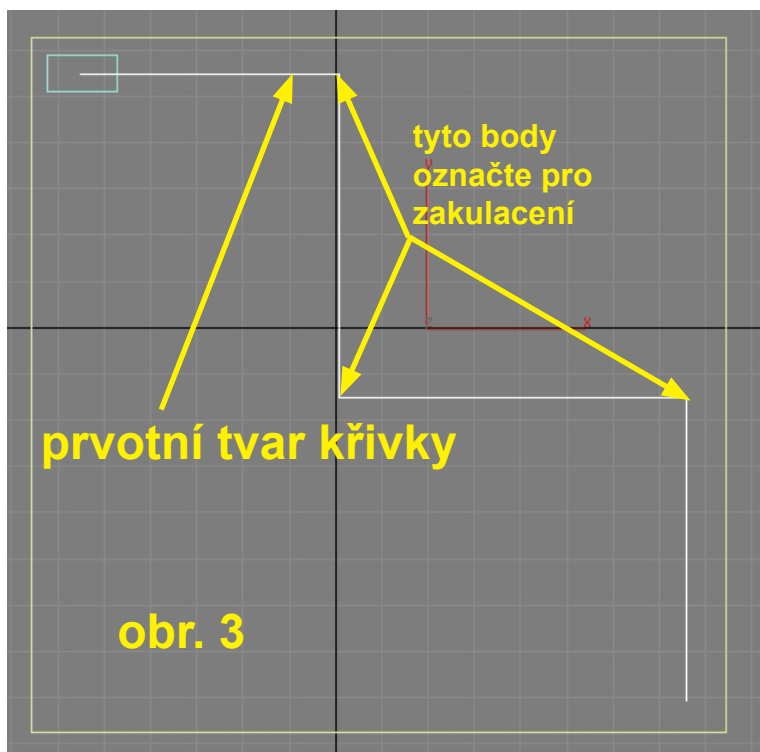 tyto body
označte pro
zakulacení
x
prvotní tvar křivky
obr. 3